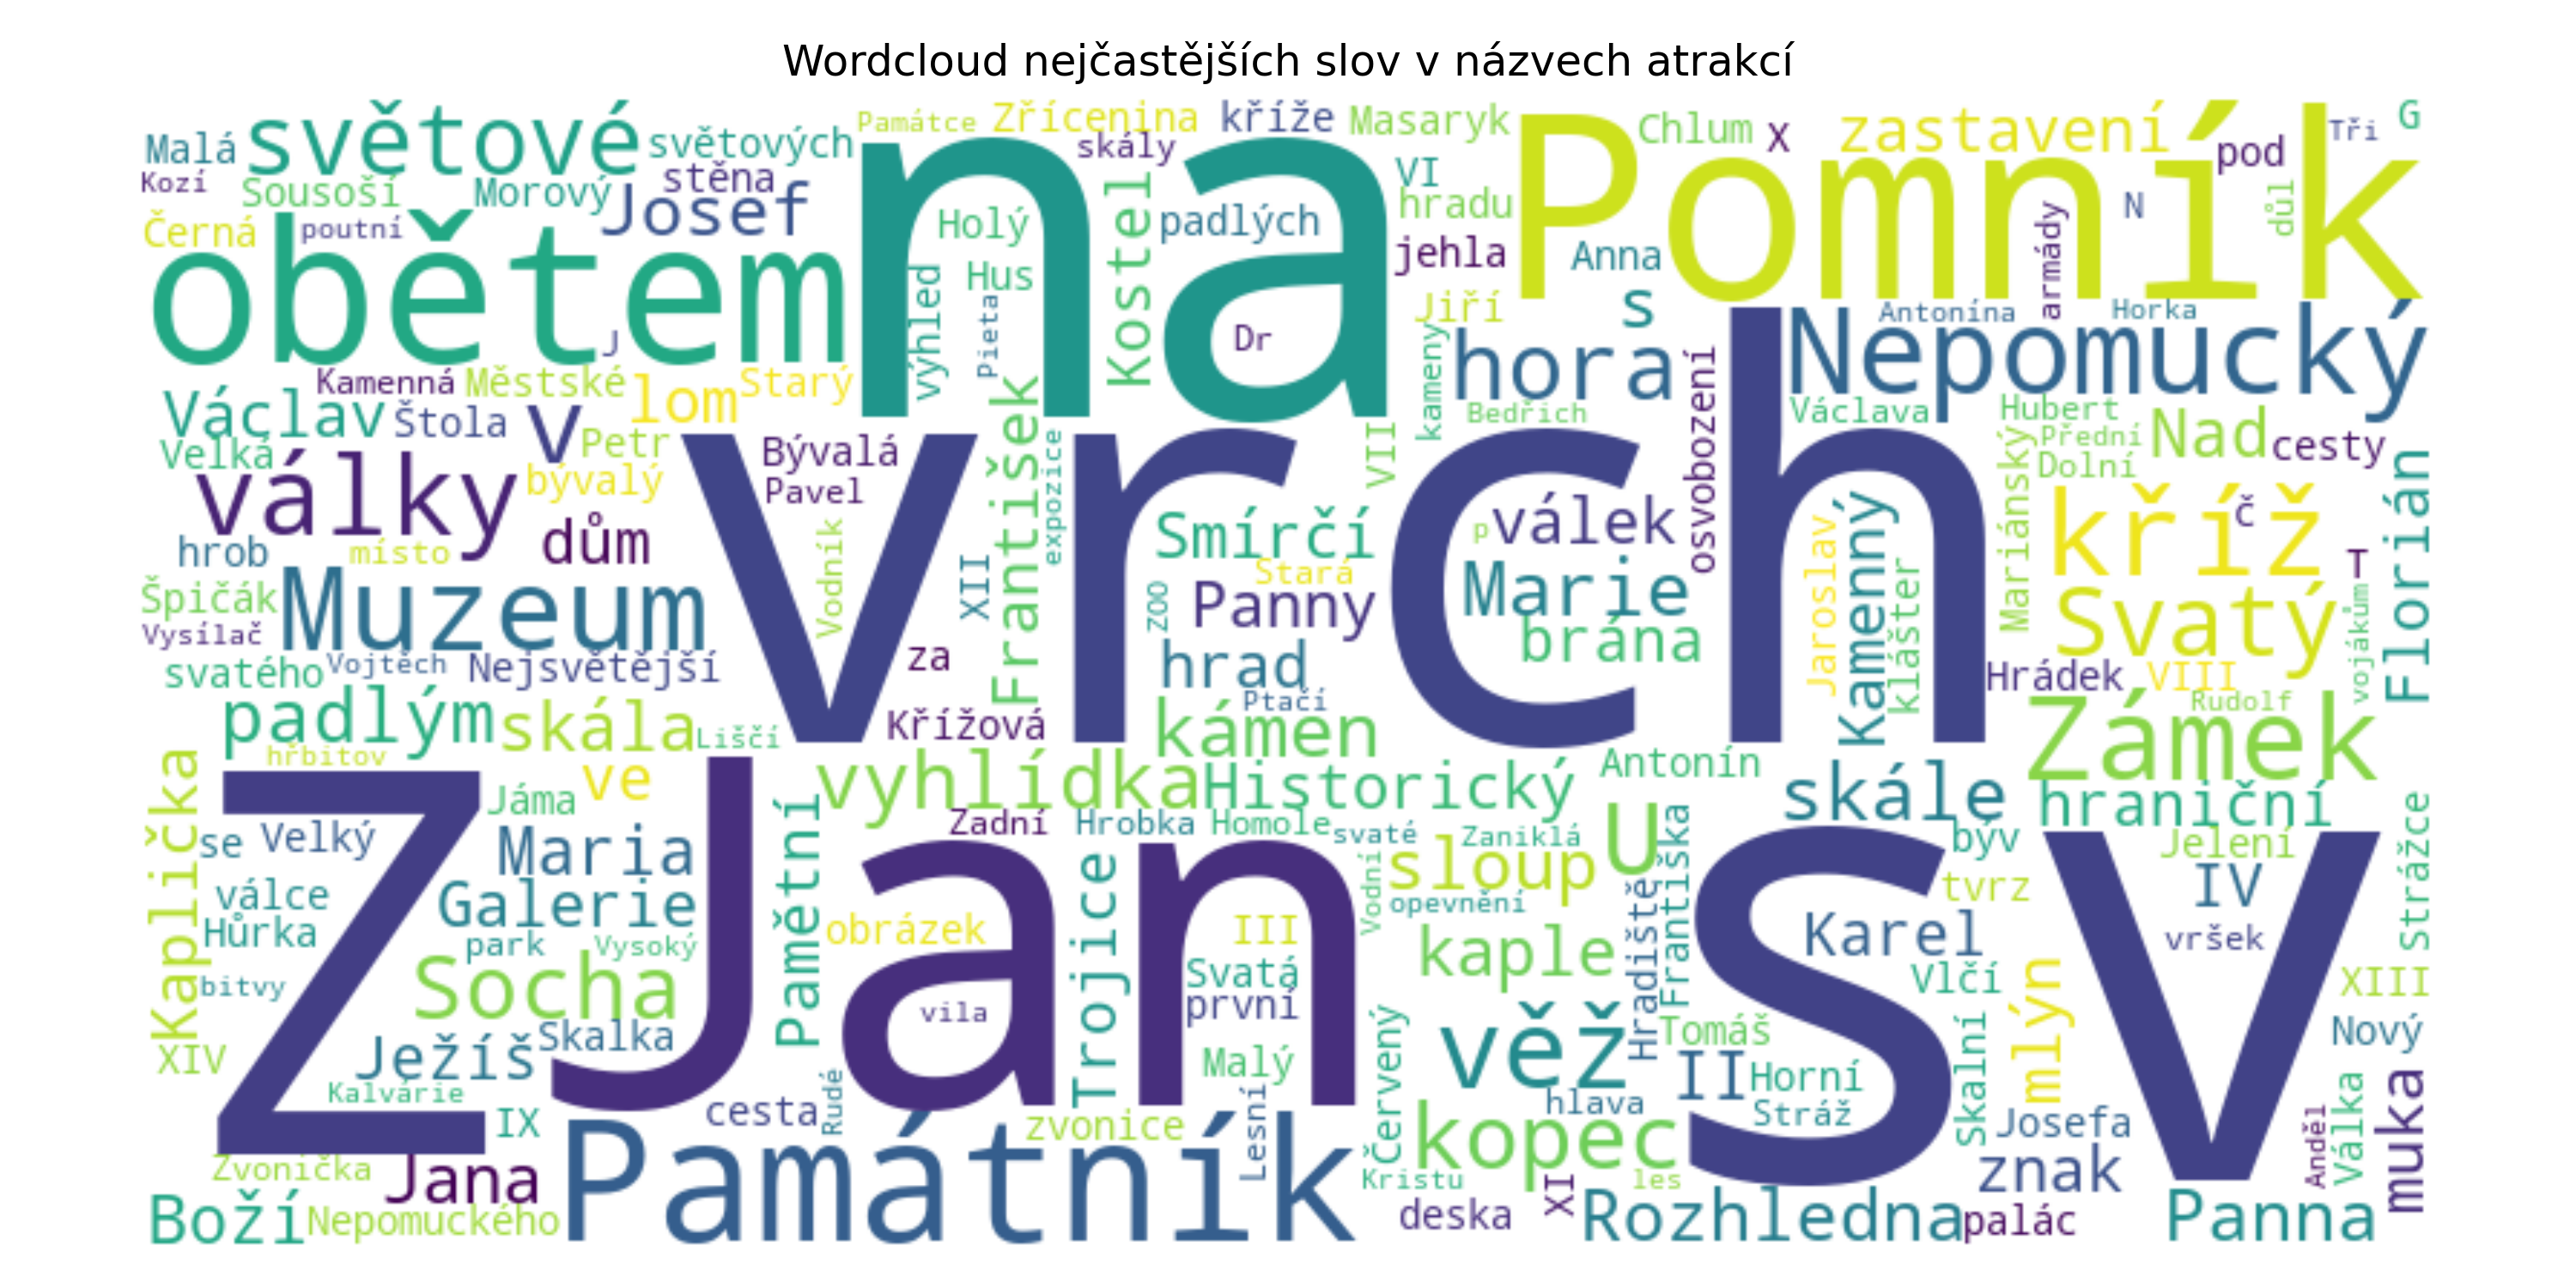 Wordcloud nejčastějších slov v názvech atrakcí
Malá
světové
světových
Památce
Zřícenina
kříže
Masaryk
Chlum
X
zastavení
pod
Tři
G
Kozí
Sousoší
Morový
stěna
Josef
skály
VI
hradu
N
důl
Černá
poutní
obětem
na
Pomník
Holý
Kostel
padlých
jehla
Anna
armády
Hus
výhled
Pieta
Dr
Jiří
s
Antonína
Horka
J
kameny
hora
Nepomucký
Kamenná
Městské
lom
Starý
František
osvobození
Václav
Štola
v
Petr
Bedřich
Václava
Hubert
Přední
Nad
cesty
Velká
bývalý
Bývalá
Pavel
expozice
VII
vrch
Mariánský
Dolní
Florián
války
dům
Vodník
XII
Smírčí
p
válek
Jaroslav
Kamenný
kříž
č
hrob
místo
Stará
T
Špičák
Muzeum
ZOO
Panny
Marie
klášter
Svatý
vojákům
Vysílač
brána
svatého
Vojtěch
Nejsvětější
za
hrad
Hrádek
VIII
padlým
skála
Liščí
Křížová
Ptačí
kámen
Rudolf
Zámek
hřbitov
Kaplička
Jáma
ve
vyhlídka
Historický
Antonín
skále
hraniční
Strážce
Z
Jan
sv
se
Velký
Maria
Pamětní
Zadní
Hrobka
Homole
svaté
Zaniklá
U
Františka
býv
Jelení
válce
Galerie
Trojice
Vodní
sloup
opevnění
Hradiště
tvrz
IV
Hůrka
park
Vysoký
obrázek
III
kaple
Karel
vršek
bitvy
Socha
vila
Svatá
první
Vlčí
XIII
XIV
Ježíš
Skalka
Malý
Červený
věž
Tomáš
II
Horní
Skalní
mlýn
Nový
Kalvárie
IX
cesta
Rudé
zvonice
Lesní
hlava
Stráž
Josefa
Anděl
Válka
muka
Zvonička
Jana
Památník
kopec
Kristu
XI
les
znak
Boží
Nepomuckého
deska
Rozhledna
palác
Panna